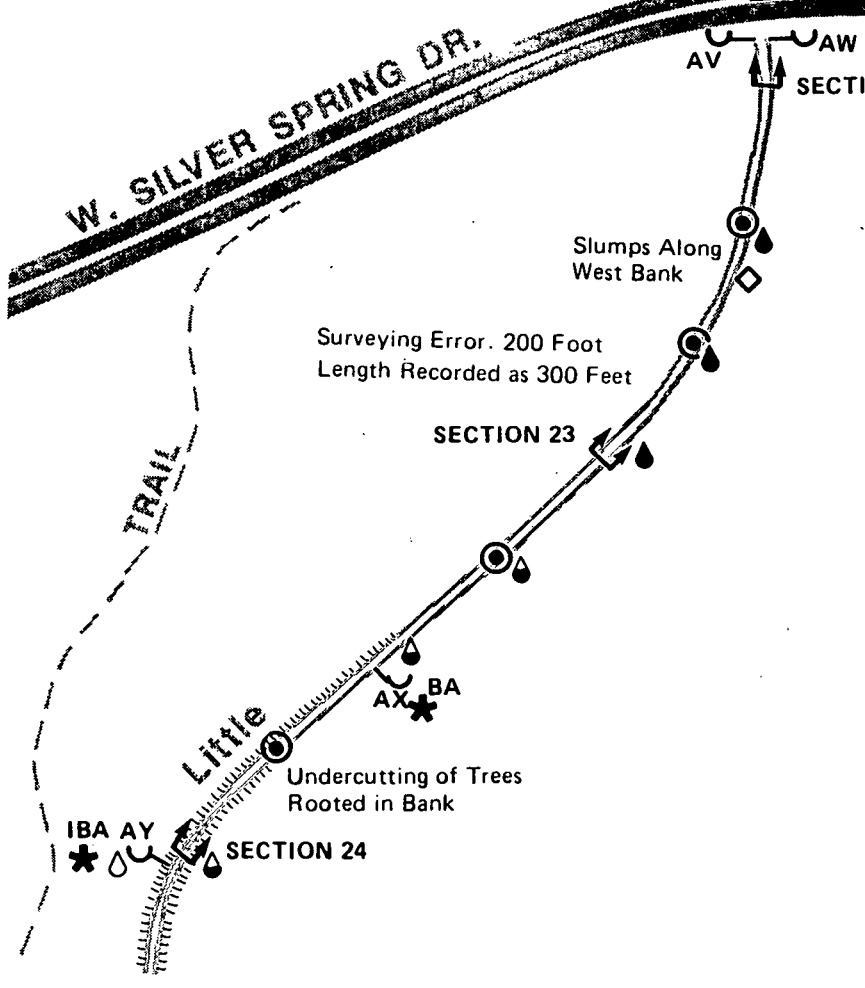 W. SILVER SPRING DR.
AV
AW
SECTI
Slumps Along
West Bank
Surveying Error. 200 Foot
Length Recorded as 300 Feet
SECTION 23
TRAIL
AX
BA
Little
Undercutting of Trees
Rooted in Bank
IBA AY
SECTION 24